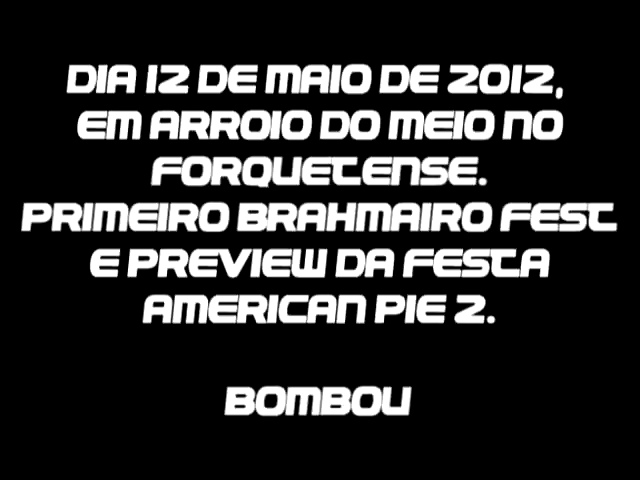 DIA 12 DE MAIO DE 2012,
EM ARROIO DO MEIO NO
FORQUETENSE.
PRIMEIRO BRAHMAIRO FEST
E PREVIEW DA FESTA
AMERICAN PIE 2.
BOMBOU